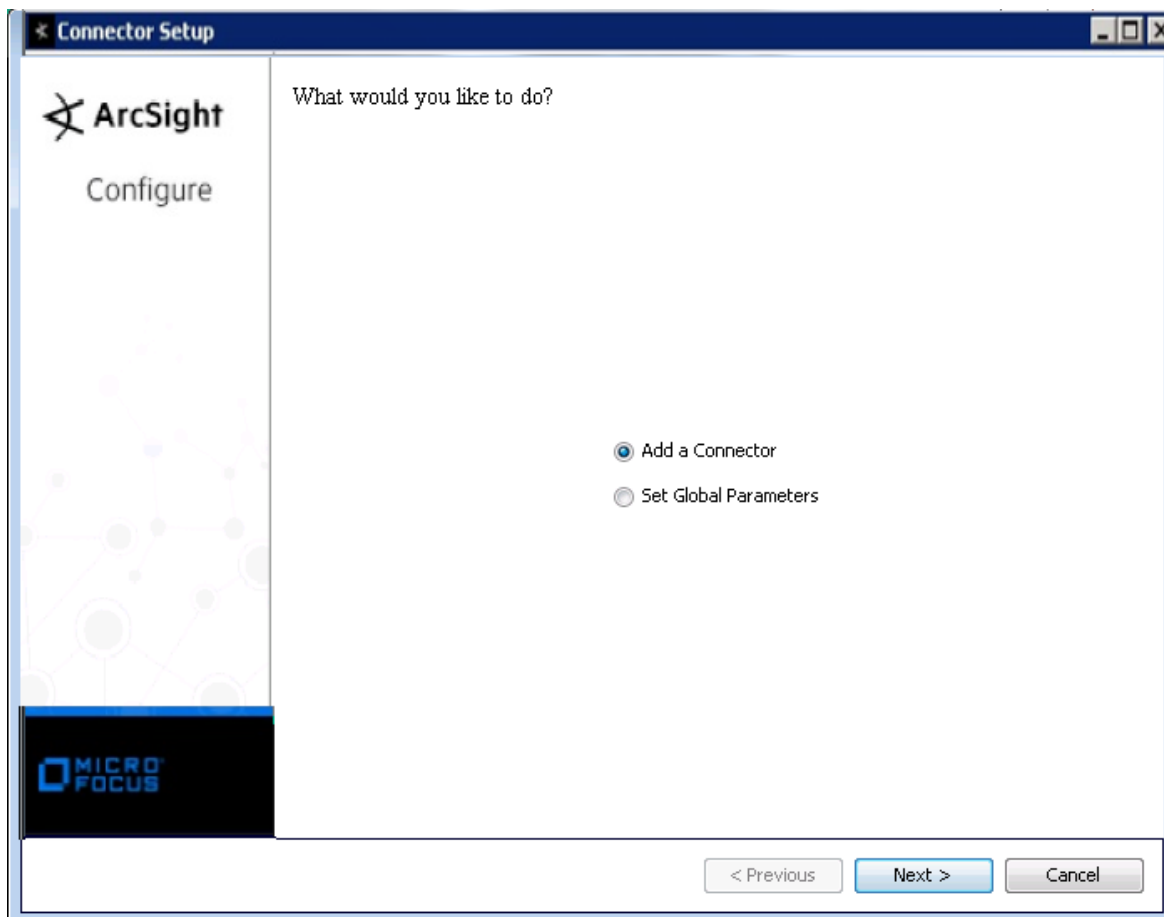 Connector Setup
ArcSight
Configure
What would you like to do?
Add a Connector
Set Global Parameters
MICRO
FOCUS
< Previous
Next >
Cancel